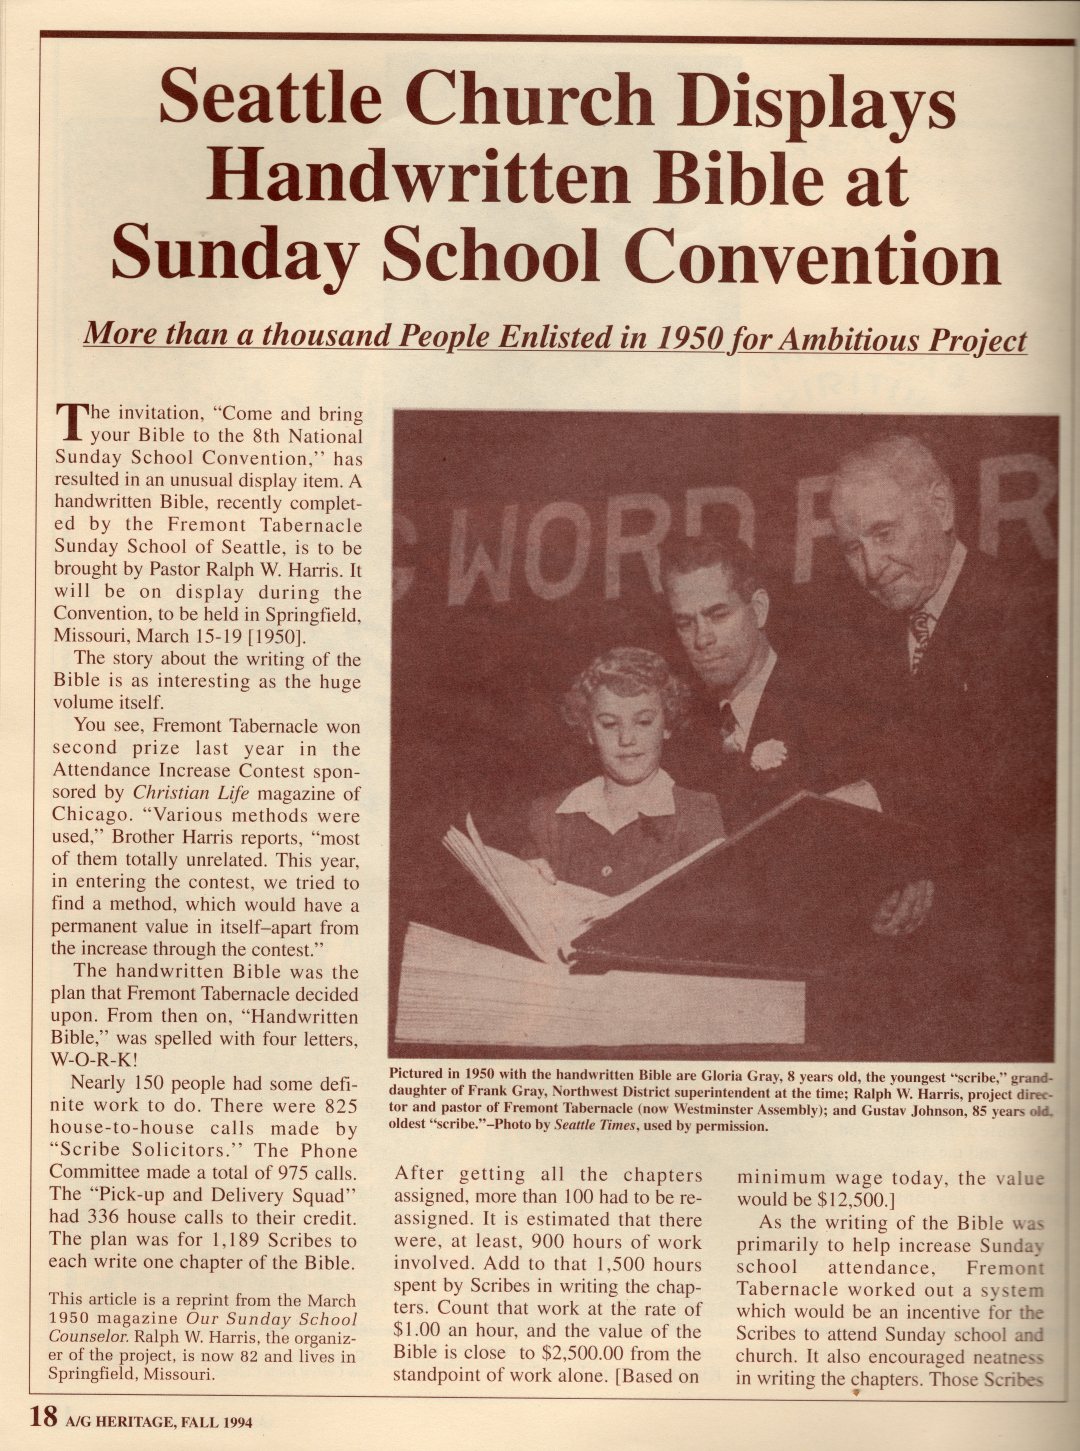 Seattle Church Displays
Handwritten Bible at
Sunday School Convention
More than a thousand People Enlisted in 1950 for Ambitious Project
The invitation, “Come and bring
your Bible to the 8th National
Sunday School Convention,” has
resulted in an unusual display item. A
handwritten Bible, recently complet-
ed by the Fremont Tabernacle
Sunday School of Seattle, is to be
brought by Pastor Ralph W. Harris. It
will be on display during the
Convention, to be held in Springfield,
Missouri, March 15-19 [1950].
The story about the writing of the
Bible is as interesting as the huge
volume itself.
You see, Fremont Tabernacle won
second prize last year in the
Attendance Increase Contest spon-
sored by Christian Life magazine of
Chicago. “Various methods were
used,” Brother Harris reports, “most
of them totally unrelated. This year,
in entering the contest, we tried to
find a method, which would have a
permanent value in itself–apart from
the increase through the contest.”
The handwritten Bible was the
plan that Fremont Tabernacle decided
upon. From then on, “Handwritten
Bible,” was spelled with four letters,
W-O-R-K!
Nearly 150 people had some defi-
nite work to do. There were 825
house-to-house calls made by
“Scribe Solicitors.” The Phone
Committee made a total of 975 calls.
The “Pick-up and Delivery Squad”
had 336 house calls to their credit.
The plan was for 1,189 Scribes to
each write one chapter of the Bible.
This article is a reprint from the March
1950 magazine Our Sunday School
Counselor. Ralph W. Harris, the organiz-
er of the project, is now 82 and lives in
Springfield, Missouri.
G WORD F R
Pictured in 1950 with the handwritten Bible are Gloria Gray, 8 years old, the youngest “scribe,” grand-
daughter of Frank Gray, Northwest District superintendent at the time; Ralph W. Harris, project direc-
tor and pastor of Fremont Tabernacle (now Westminster Assembly); and Gustav Johnson, 85 years old,
oldest “scribe.”–Photo by Seattle Times, used by permission.
After getting all the chapters
assigned, more than 100 had to be re-
assigned. It is estimated that there
were, at least, 900 hours of work
involved. Add to that 1,500 hours
spent by Scribes in writing the chap-
ters. Count that work at the rate of
$1.00 an hour, and the value of the
Bible is close to $2,500.00 from the
standpoint of work alone. [Based on
minimum wage today, the value
would be $12,500.]
As the writing of the Bible was
primarily to help increase Sunday
school attendance, Fremont
Tabernacle worked out a system
which would be an incentive for the
Scribes to attend Sunday school and
church. It also encouraged neatness
in writing the chapters. Those Scribes
18 A/G HERITAGE, FALL 1994